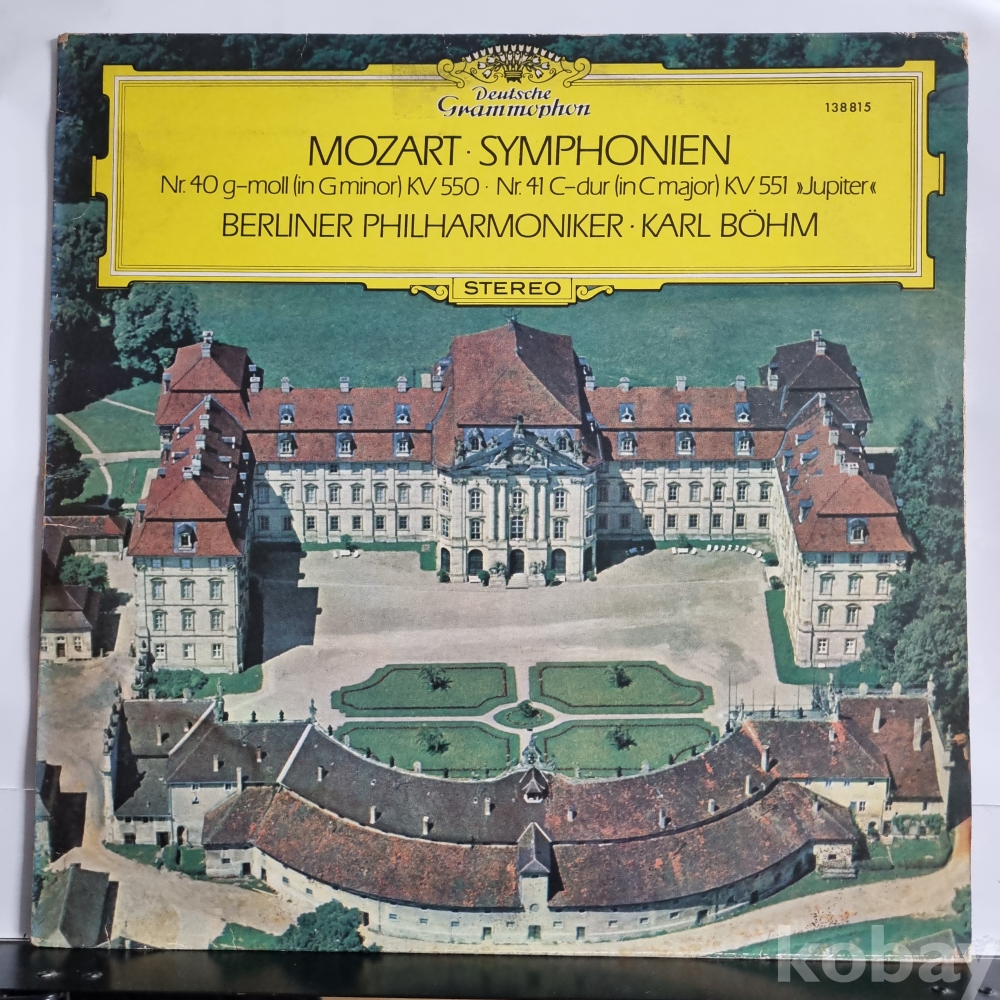 Deutsche
Grammophon
138 815
MOZART · SYMPHONIEN
Nr. 40 g-moll (in G minor) KV 550 · Nr. 41 C-dur (in C major) KV 551 »Jupiter«
BERLINER PHILHARMONIKER · KARL BÖHM
STEREO
kobay